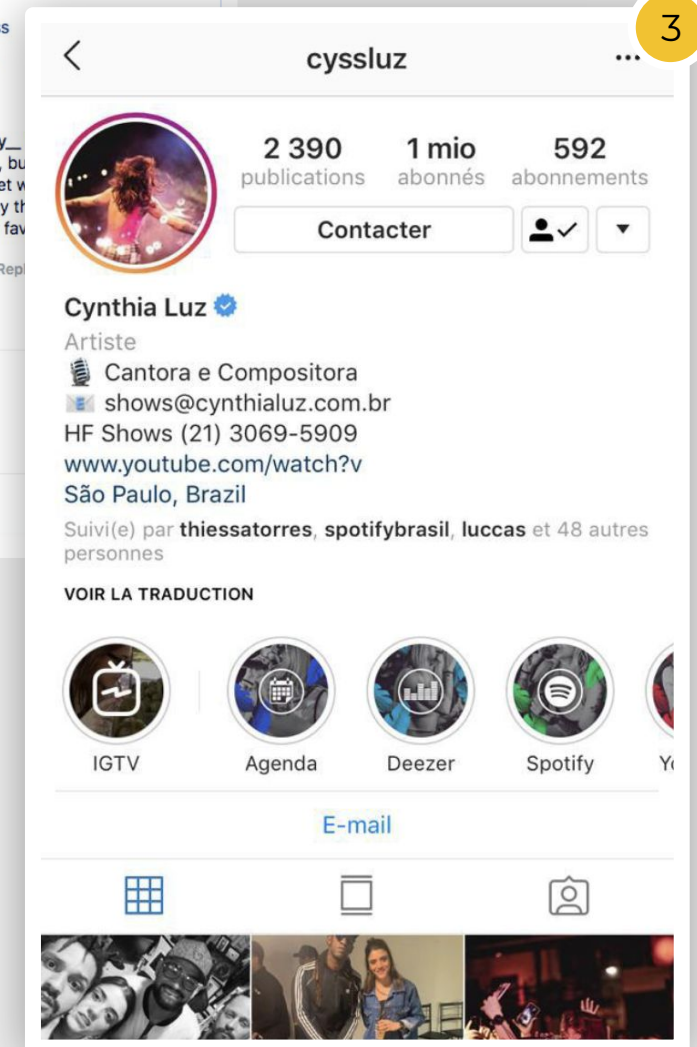 3
cyssluz
2 390 1 mio 592
publications abonnés abonnements
Contacter
Cynthia Luz
Artiste
Cantora e Compositora
shows@cynthialuz.com.br
HF Shows (21) 3069-5909
www.youtube.com/watch?v
São Paulo, Brazil
Suivi(e) par thiessatorres, spotifybrasil, luccas et 48 autres
personnes
VOIR LA TRADUCTION
IGTV Agenda Deezer Spotify
E-mail